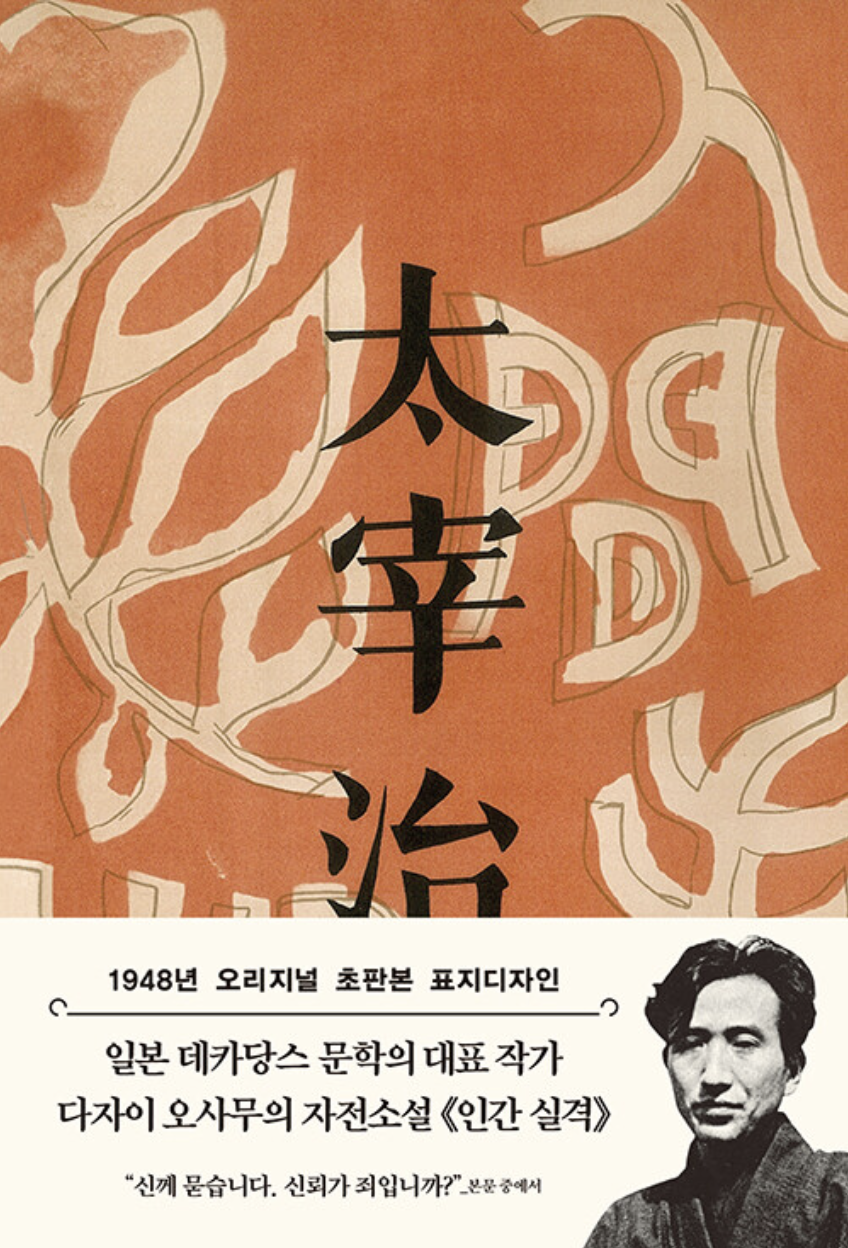 太
宰
治
1948년 오리지널 초판본 표지디자인
일본 데카당스 문학의 대표 작가
다자이 오사무의 자전소설 《인간 실격》
“신께 묻습니다. 신뢰가 죄입니까?”_본문 중에서